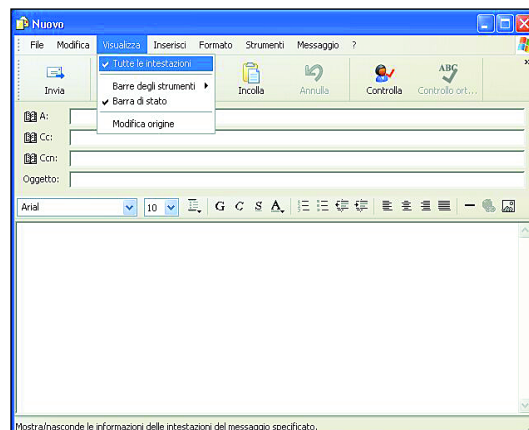 Nuovo
File Modifica Visualizza Inserisci Formato Strumenti Messaggio ?
Tutte le intestazioni
Barre degli strumenti
Barra di stato
Modifica origine
Invia Incolla Annulla Controlla Controllo ort...
A:
Cc:
Ccn:
Oggetto:
Arial 10 G C S A
Mostra/nasconde le informazioni delle intestazioni del messaggio specificato.